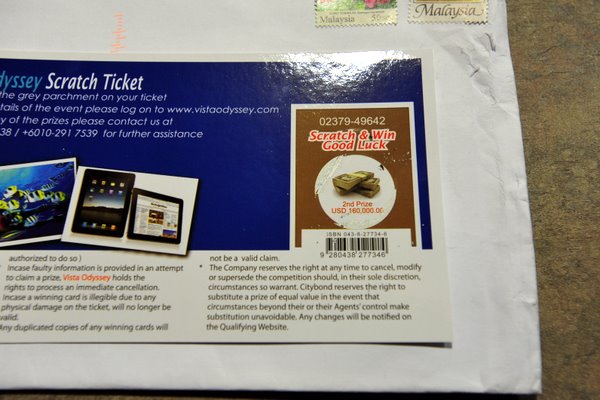 Malaysia 50
Malaysia
dyssey Scratch Ticket
the grey parchment on your ticket
etails of the event please log on to www.vistaodyssey.com
y of the prizes please contact us at
38 / +6010-291 7539 for further assistance
02379-49642
Scratch & Win
Good Luck
2nd Prize
USD 160,000.00
ISBN 043-8-27734-6
9 280438 277346
authorized to do so )
Incase faulty information is provided in an attempt
to claim a prize, Vista Odyssey holds the
rights to process an immediate cancellation.
Incase a winning card is illegible due to any
physical damage on the ticket, will no longer be
valid.
Any duplicated copies of any winning cards will
not be a valid claim.
* The Company reserves the right at any time to cancel, modify
or supersede the competition should, in their sole discretion,
circumstances so warrant. Citybond reserves the right to
substitute a prize of equal value in the event that
circumstances beyond their or their Agents' control make
substitution unavoidable. Any changes will be notified on
the Qualifying Website.